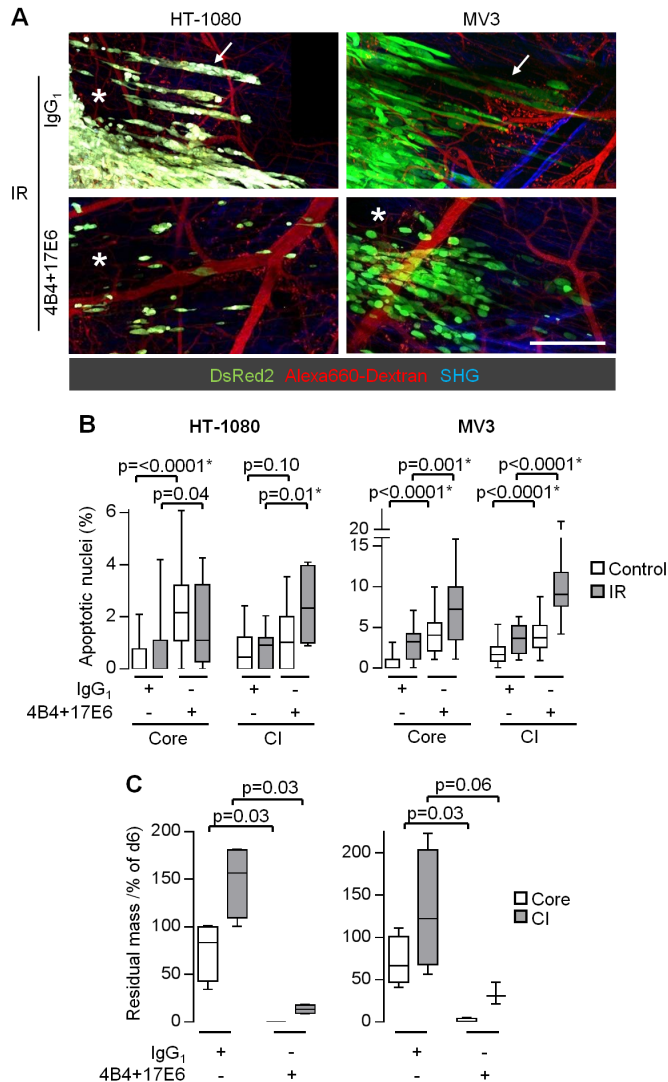 A
HT-1080
MV3
IR
IgG1
4B4+17E6
*
*
*
DsRed2 Alexa660-Dextran SHG
B
HT-1080
MV3
p=<0.0001*
p=0.10
p=0.04
p=0.01*
p=0.001*
p<0.0001*
p<0.0001*
p<0.0001*
Apoptotic nuclei (%)
6
4
2
0
20
15
10
5
0
Control
IR
IgG1 + - + - + - + -
4B4+17E6 - + - + - + - +
Core CI Core CI
C
p=0.03
p=0.03
p=0.06
p=0.03
Residual mass /% of d6)
200
150
100
50
0
200
150
100
50
0
Core
CI
IgG1 + - + -
4B4+17E6 - + - +